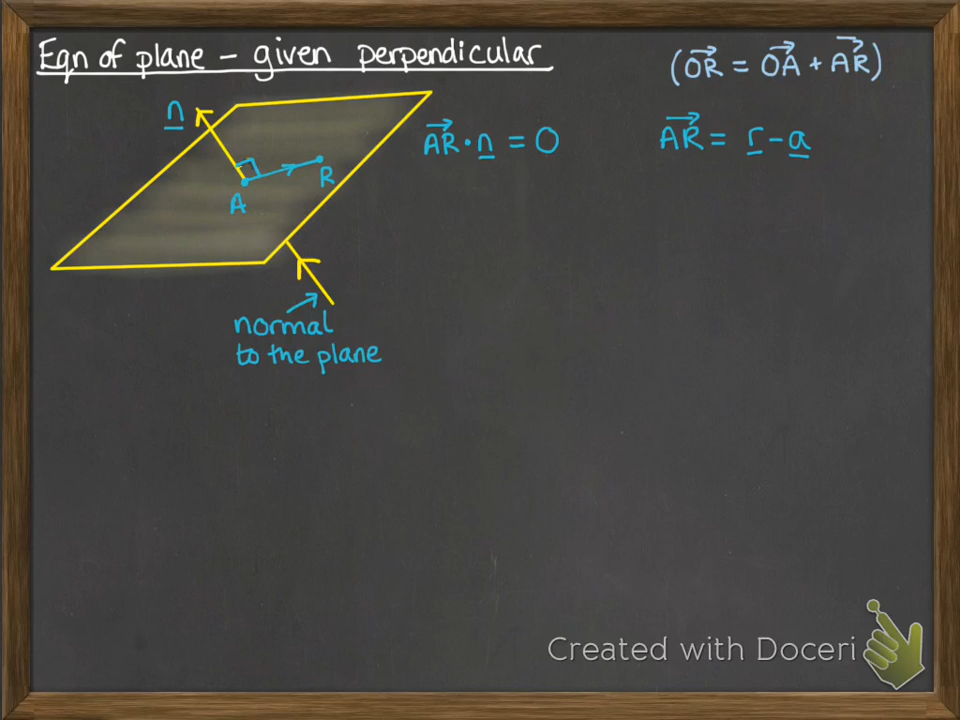 Eqn of plane – given perpendicular
(OR⃗ = OA⃗ + AR⃗)
n
AR⃗ · n = 0
AR⃗ = r - a
R
A
normal
to the plane
Created with Doceri